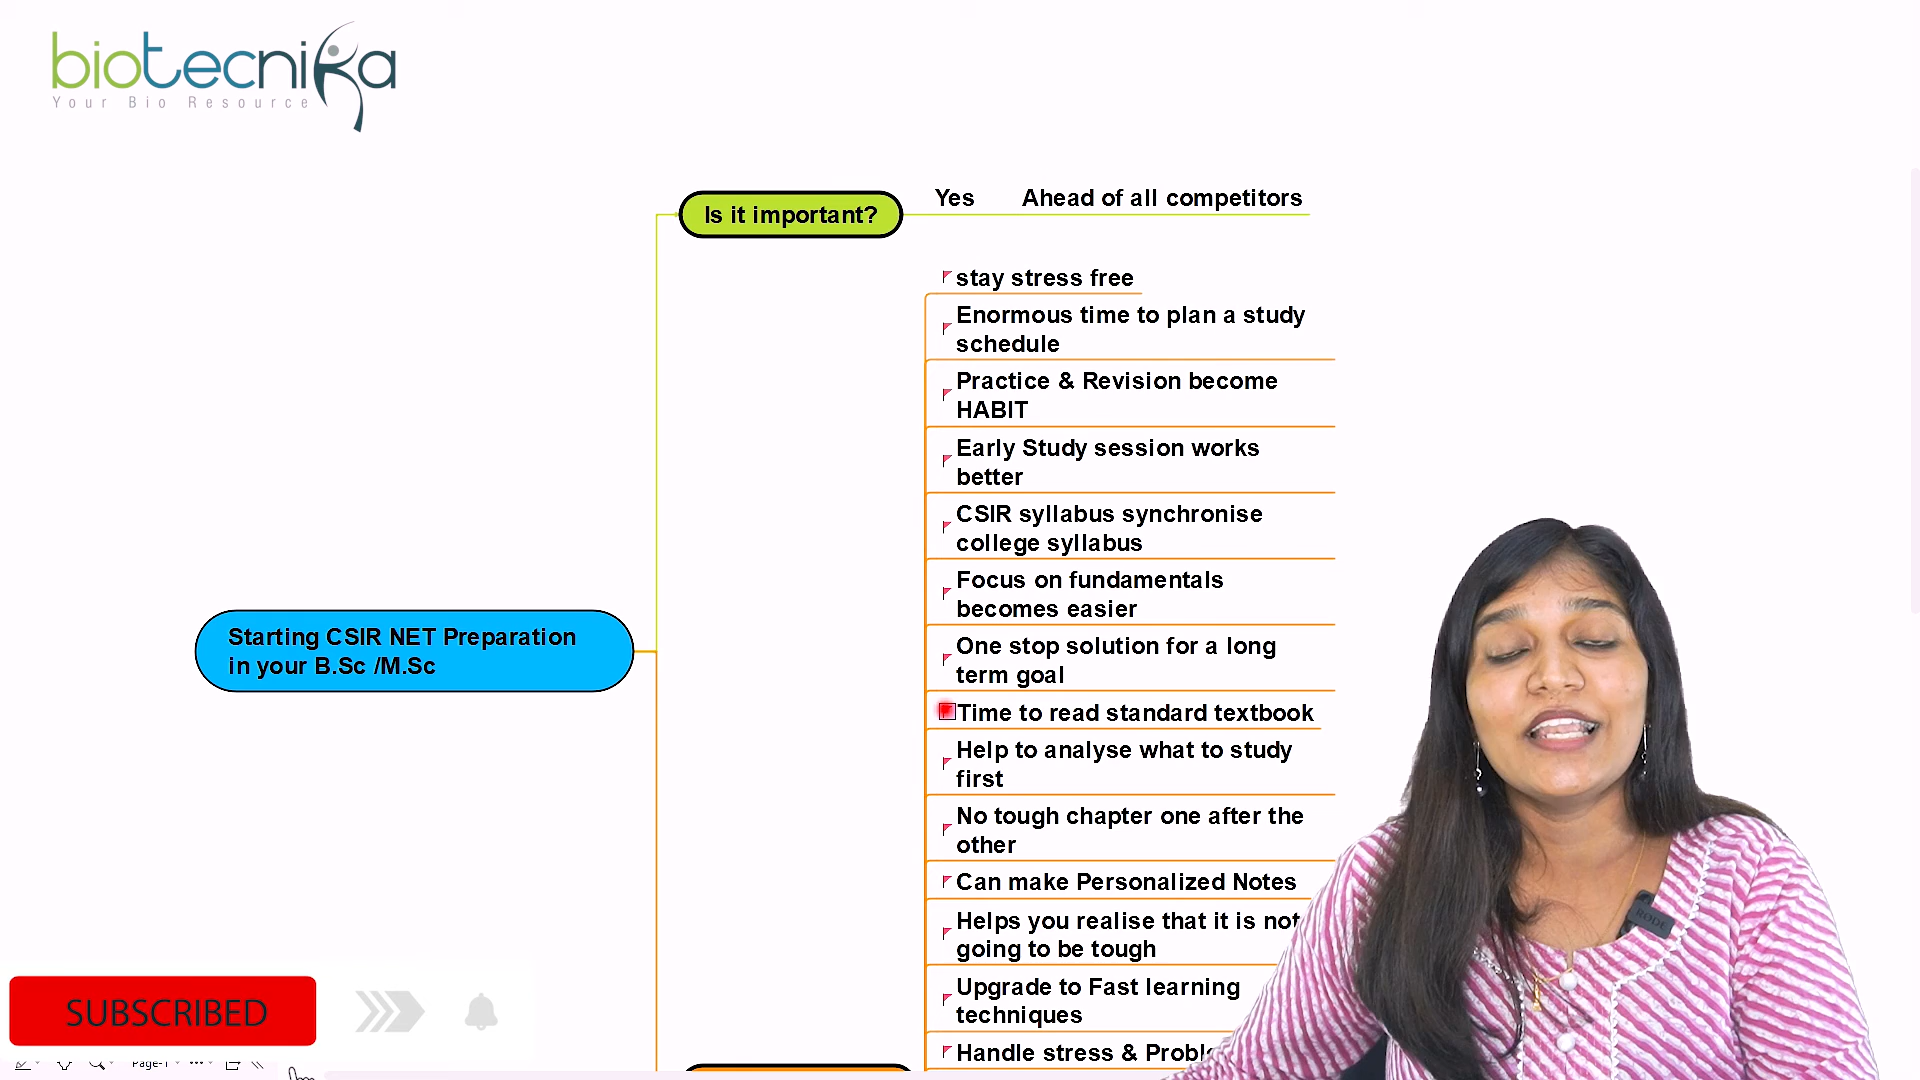 biotecnika
Your Bio Resource
Is it important?
Yes
Ahead of all competitors
stay stress free
Enormous time to plan a study
schedule
Practice & Revision become
HABIT
Early Study session works
better
CSIR syllabus synchronise
college syllabus
Focus on fundamentals
becomes easier
One stop solution for a long
term goal
Starting CSIR NET Preparation
in your B.Sc /M.Sc
Time to read standard textbook
Help to analyse what to study
first
No tough chapter one after the
other
Can make Personalized Notes
Helps you realise that it is not
going to be tough
Upgrade to Fast learning
techniques
Handle stress &
RODE
SUBSCRIBED
Page-1